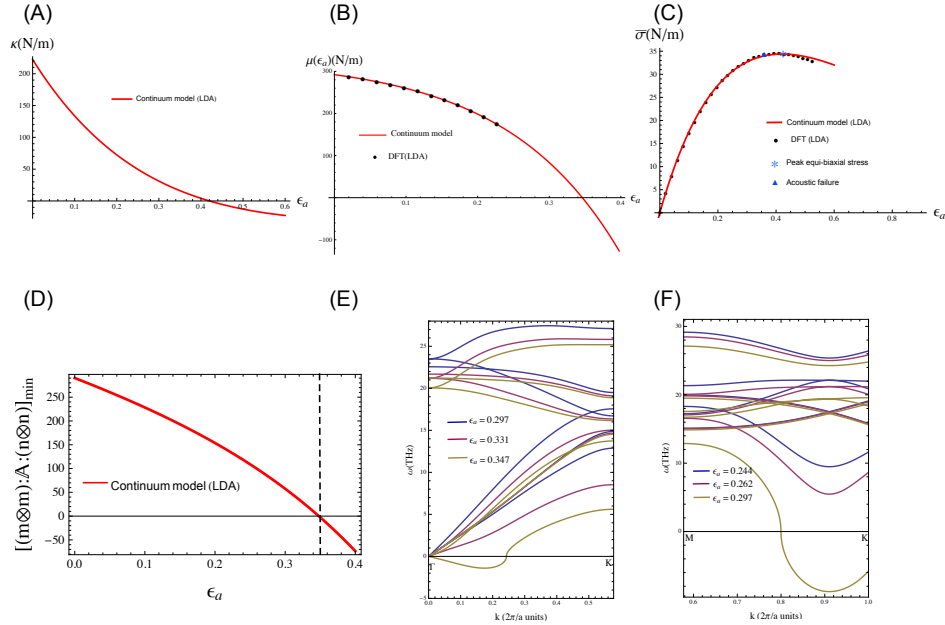 (A)
κ(N/m)
200
150
100
50
0
0.1
0.2
0.3
0.4
0.5
0.6
ϵa
Continuum model (LDA)
(B)
μ(ϵa)(N/m)
300
200
100
-100
0.1
0.2
0.3
0.4
ϵa
Continuum model
DFT(LDA)
(C)
σ̅(N/m)
35
30
25
20
15
10
5
0
0.0
0.2
0.4
0.6
0.8
ϵa
Continuum model (LDA)
DFT (LDA)
Peak equi-biaxial stress
Acoustic failure
(D)
[(m⊗m):𝔸:(n⊗n)]min
250
200
150
100
50
0
−50
0.0
0.1
0.2
0.3
0.4
Continuum model (LDA)
ϵa
(E)
25
20
15
10
5
0
-5
ω(THz)
ϵa = 0.297
ϵa = 0.331
ϵa = 0.347
Γ
K
0.0
0.1
0.2
0.3
0.4
0.5
k (2π/a units)
(F)
30
20
10
0
ω(THz)
ϵa = 0.244
ϵa = 0.262
ϵa = 0.297
M
K
0.6
0.7
0.8
0.9
1.0
k (2π/a units)